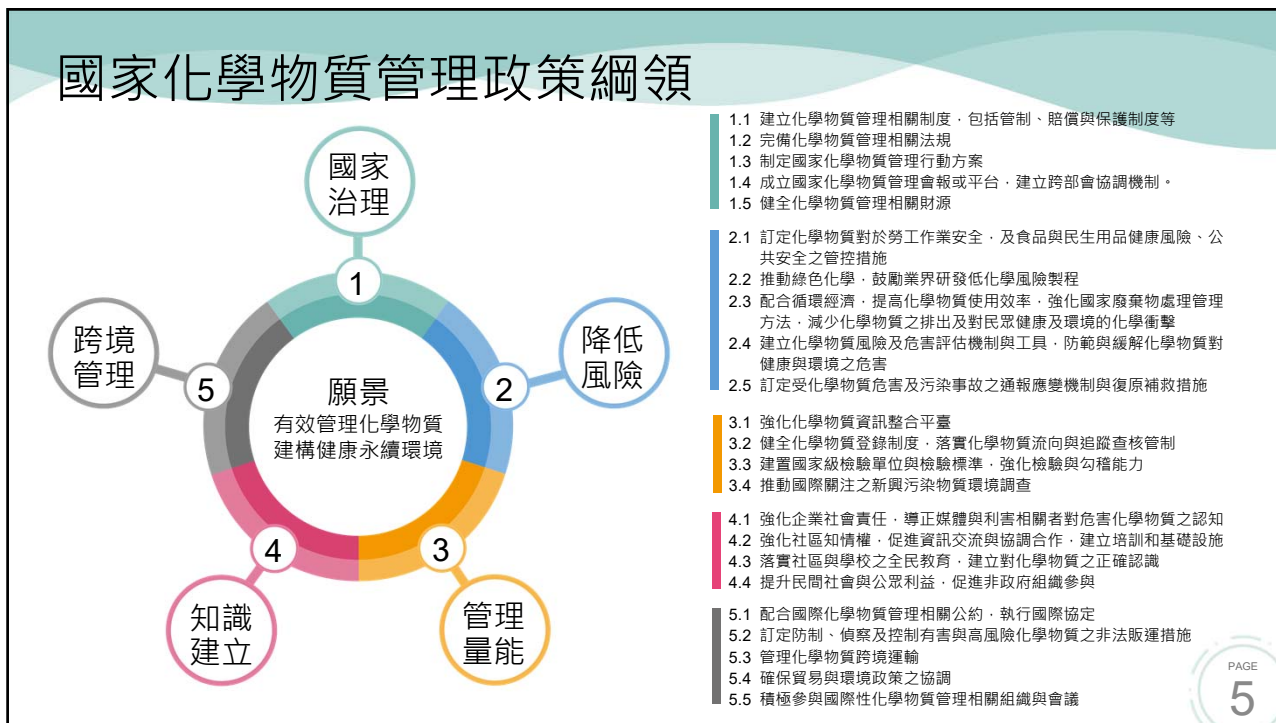 國家化學物質管理政策綱領
國家
治理
1
降低
風險
2
管理
量能
3
知識
建立
4
跨境
管理
5
願景
有效管理化學物質
建構健康永續環境
1.1 建立化學物質管理相關制度，包括管制、賠償與保護制度等
1.2 完備化學物質管理相關法規
1.3 制定國家化學物質管理行動方案
1.4 成立國家化學物質管理會報或平台，建立跨部會協調機制。
1.5 健全化學物質管理相關財源
2.1 訂定化學物質對於勞工作業安全，及食品與民生用品健康風險、公
共安全之管控措施
2.2 推動綠色化學，鼓勵業界研發低化學風險製程
2.3 配合循環經濟，提高化學物質使用效率，強化國家廢棄物處理管理
方法，減少化學物質之排出及對民眾健康及環境的化學衝擊
2.4 建立化學物質風險及危害評估機制與工具，防範與緩解化學物質對
健康與環境之危害
2.5 訂定受化學物質危害及污染事故之通報應變機制與復原補救措施
3.1 強化化學物質資訊整合平臺
3.2 健全化學物質登錄制度，落實化學物質流向與追蹤查核管制
3.3 建置國家級檢驗單位與檢驗標準，強化檢驗與勾稽能力
3.4 推動國際關注之新興污染物質環境調查
4.1 強化企業社會責任，導正媒體與利害相關者對危害化學物質之認知
4.2 強化社區知情權，促進資訊交流與協調合作，建立培訓和基礎設施
4.3 落實社區與學校之全民教育，建立對化學物質之正確認識
4.4 提升民間社會與公眾利益，促進非政府組織參與
5.1 配合國際化學物質管理相關公約，執行國際協定
5.2 訂定防制、偵察及控制有害與高風險化學物質之非法販運措施
5.3 管理化學物質跨境運輸
5.4 確保貿易與環境政策之協調
5.5 積極參與國際性化學物質管理相關組織與會議
PAGE
5